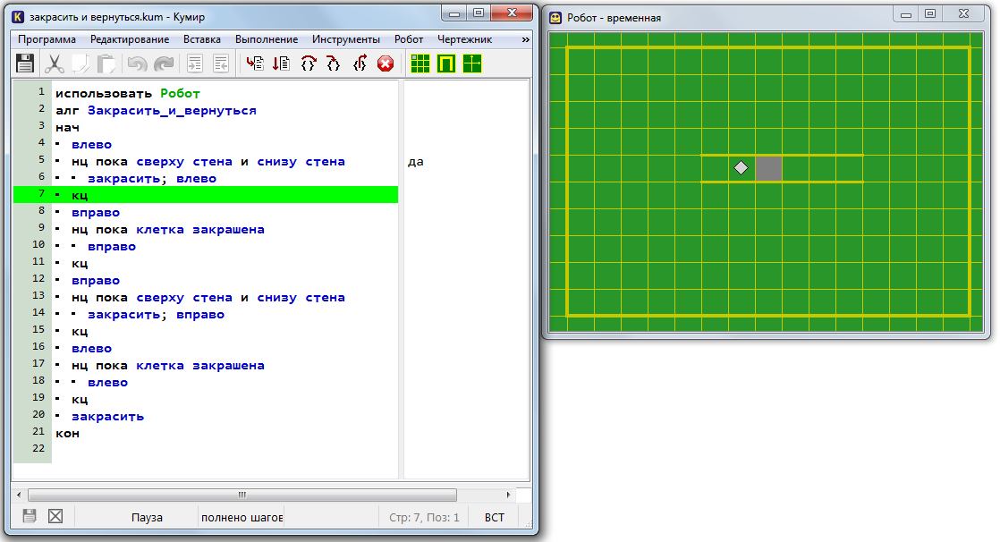 закрасить и вернуться.kum - Кумир
Программа Редактирование Вставка Выполнение Инструменты Робот Чертежник »
1 использовать Робот
2 алг Закрасить_и_вернуться
3 нач
4 влево
5 нц пока сверху стена и снизу стена да
6 закрасить; влево
7 кц
8 вправо
9 нц пока клетка закрашена
10 вправо
11 кц
12 вправо
13 нц пока сверху стена и снизу стена
14 закрасить; вправо
15 кц
16 влево
17 нц пока клетка закрашена
18 влево
19 кц
20 закрасить
21 кон
22
Пауза полнено шагов Стр: 7, Поз: 1 ВСТ
Робот - временная